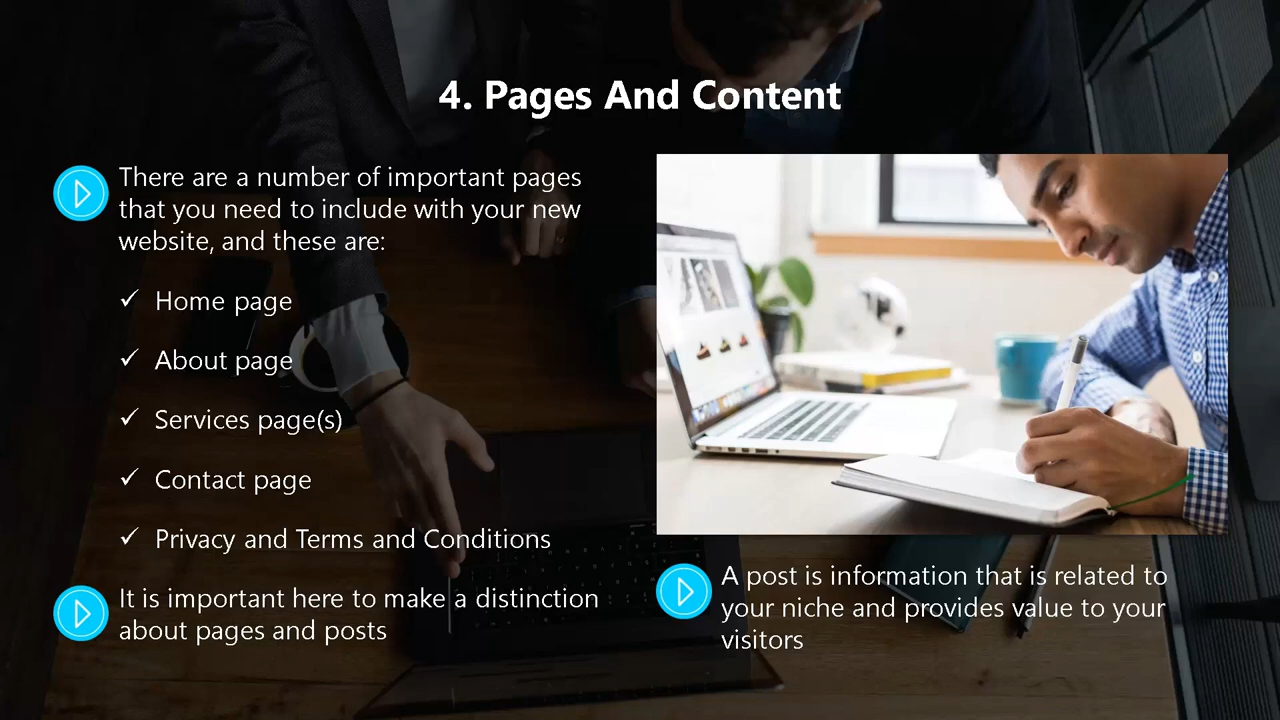 4. Pages And Content
There are a number of important pages
that you need to include with your new
website, and these are:
✓ Home page
✓ About page
✓ Services page(s)
✓ Contact page
✓ Privacy and Terms and Conditions
It is important here to make a distinction
about pages and posts
A post is information that is related to
your niche and provides value to your
visitors